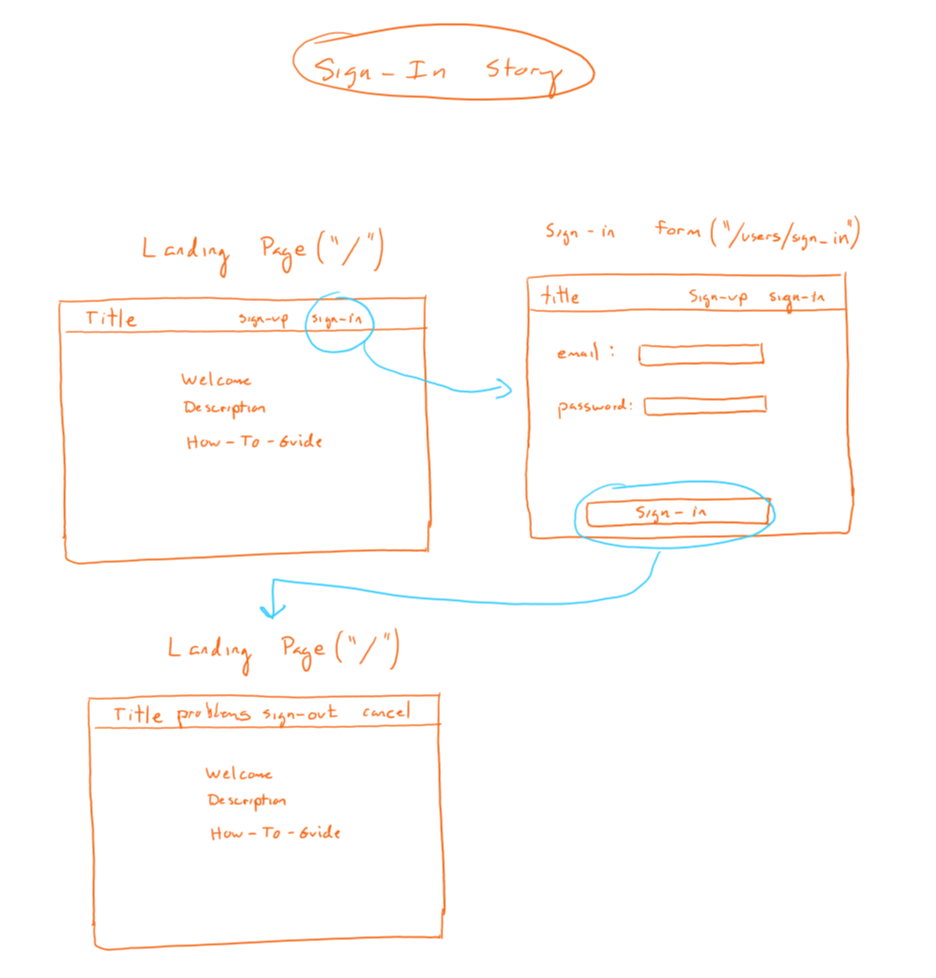 Sign-In Story
Landing Page ("/")
Title sign-up sign-in
Welcome
Description
How-To-Guide
Sign-in form ("/users/sign_in")
title Sign-up sign-in
email:
password:
Sign-in
Landing Page ("/")
Title problems sign-out cancel
Welcome
Description
How-To-Guide